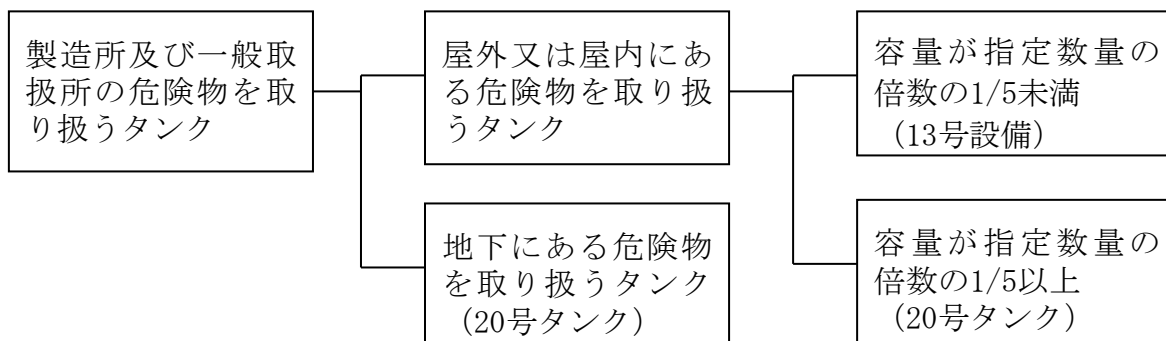 製造所及び一般取
扱所の危険物を取
り扱うタンク
屋外又は屋内にあ
る危険物を取り扱
うタンク
容量が指定数量の
倍数の1/5未満
（13号設備）
地下にある危険物
を取り扱うタンク
（20号タンク）
容量が指定数量の
倍数の1/5以上
（20号タンク）